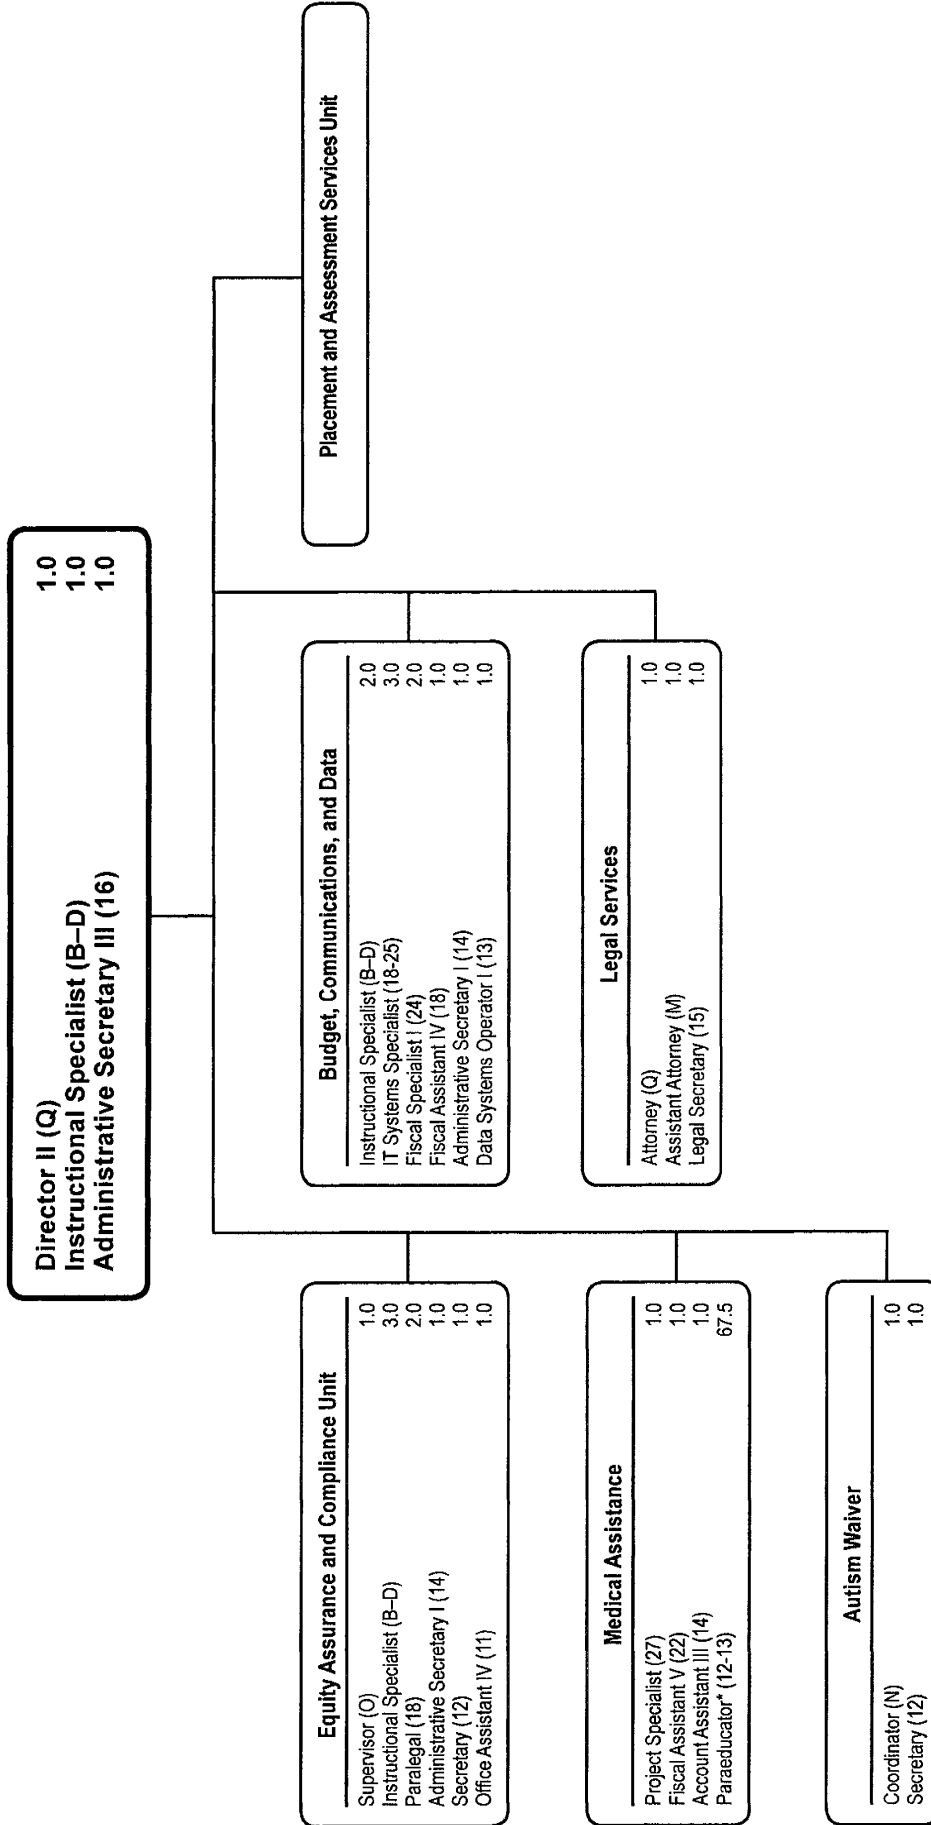 Director II (Q) 1.0
Instructional Specialist (B–D) 1.0
Administrative Secretary III (16) 1.0
Equity Assurance and Compliance Unit
Supervisor (O) 1.0
Instructional Specialist (B–D) 3.0
Paralegal (18) 2.0
Administrative Secretary I (14) 1.0
Secretary (12) 1.0
Office Assistant IV (11) 1.0
Medical Assistance
Project Specialist (27) 1.0
Fiscal Assistant V (22) 1.0
Account Assistant III (14) 1.0
Paraeducator* (12-13) 67.5
Autism Waiver
Coordinator (N) 1.0
Secretary (12) 1.0
Budget, Communications, and Data
Instructional Specialist (B–D) 2.0
IT Systems Specialist (18-25) 3.0
Fiscal Specialist I (24) 2.0
Fiscal Assistant IV (18) 1.0
Administrative Secretary I (14) 1.0
Data Systems Operator I (13) 1.0
Legal Services
Attorney (Q) 1.0
Assistant Attorney (M) 1.0
Legal Secretary (15) 1.0
Placement and Assessment Services Unit